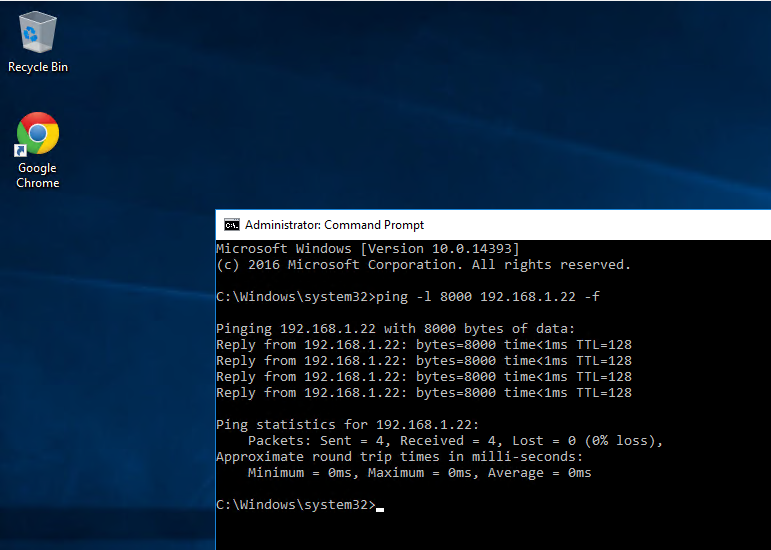 Recycle Bin
Google
Chrome
Administrator: Command Prompt
Microsoft Windows [Version 10.0.14393]
(c) 2016 Microsoft Corporation. All rights reserved.
C:\Windows\system32>ping -l 8000 192.168.1.22 -f
Pinging 192.168.1.22 with 8000 bytes of data:
Reply from 192.168.1.22: bytes=8000 time<1ms TTL=128
Reply from 192.168.1.22: bytes=8000 time<1ms TTL=128
Reply from 192.168.1.22: bytes=8000 time<1ms TTL=128
Reply from 192.168.1.22: bytes=8000 time<1ms TTL=128
Ping statistics for 192.168.1.22:
    Packets: Sent = 4, Received = 4, Lost = 0 (0% loss),
Approximate round trip times in milli-seconds:
    Minimum = 0ms, Maximum = 0ms, Average = 0ms
C:\Windows\system32>